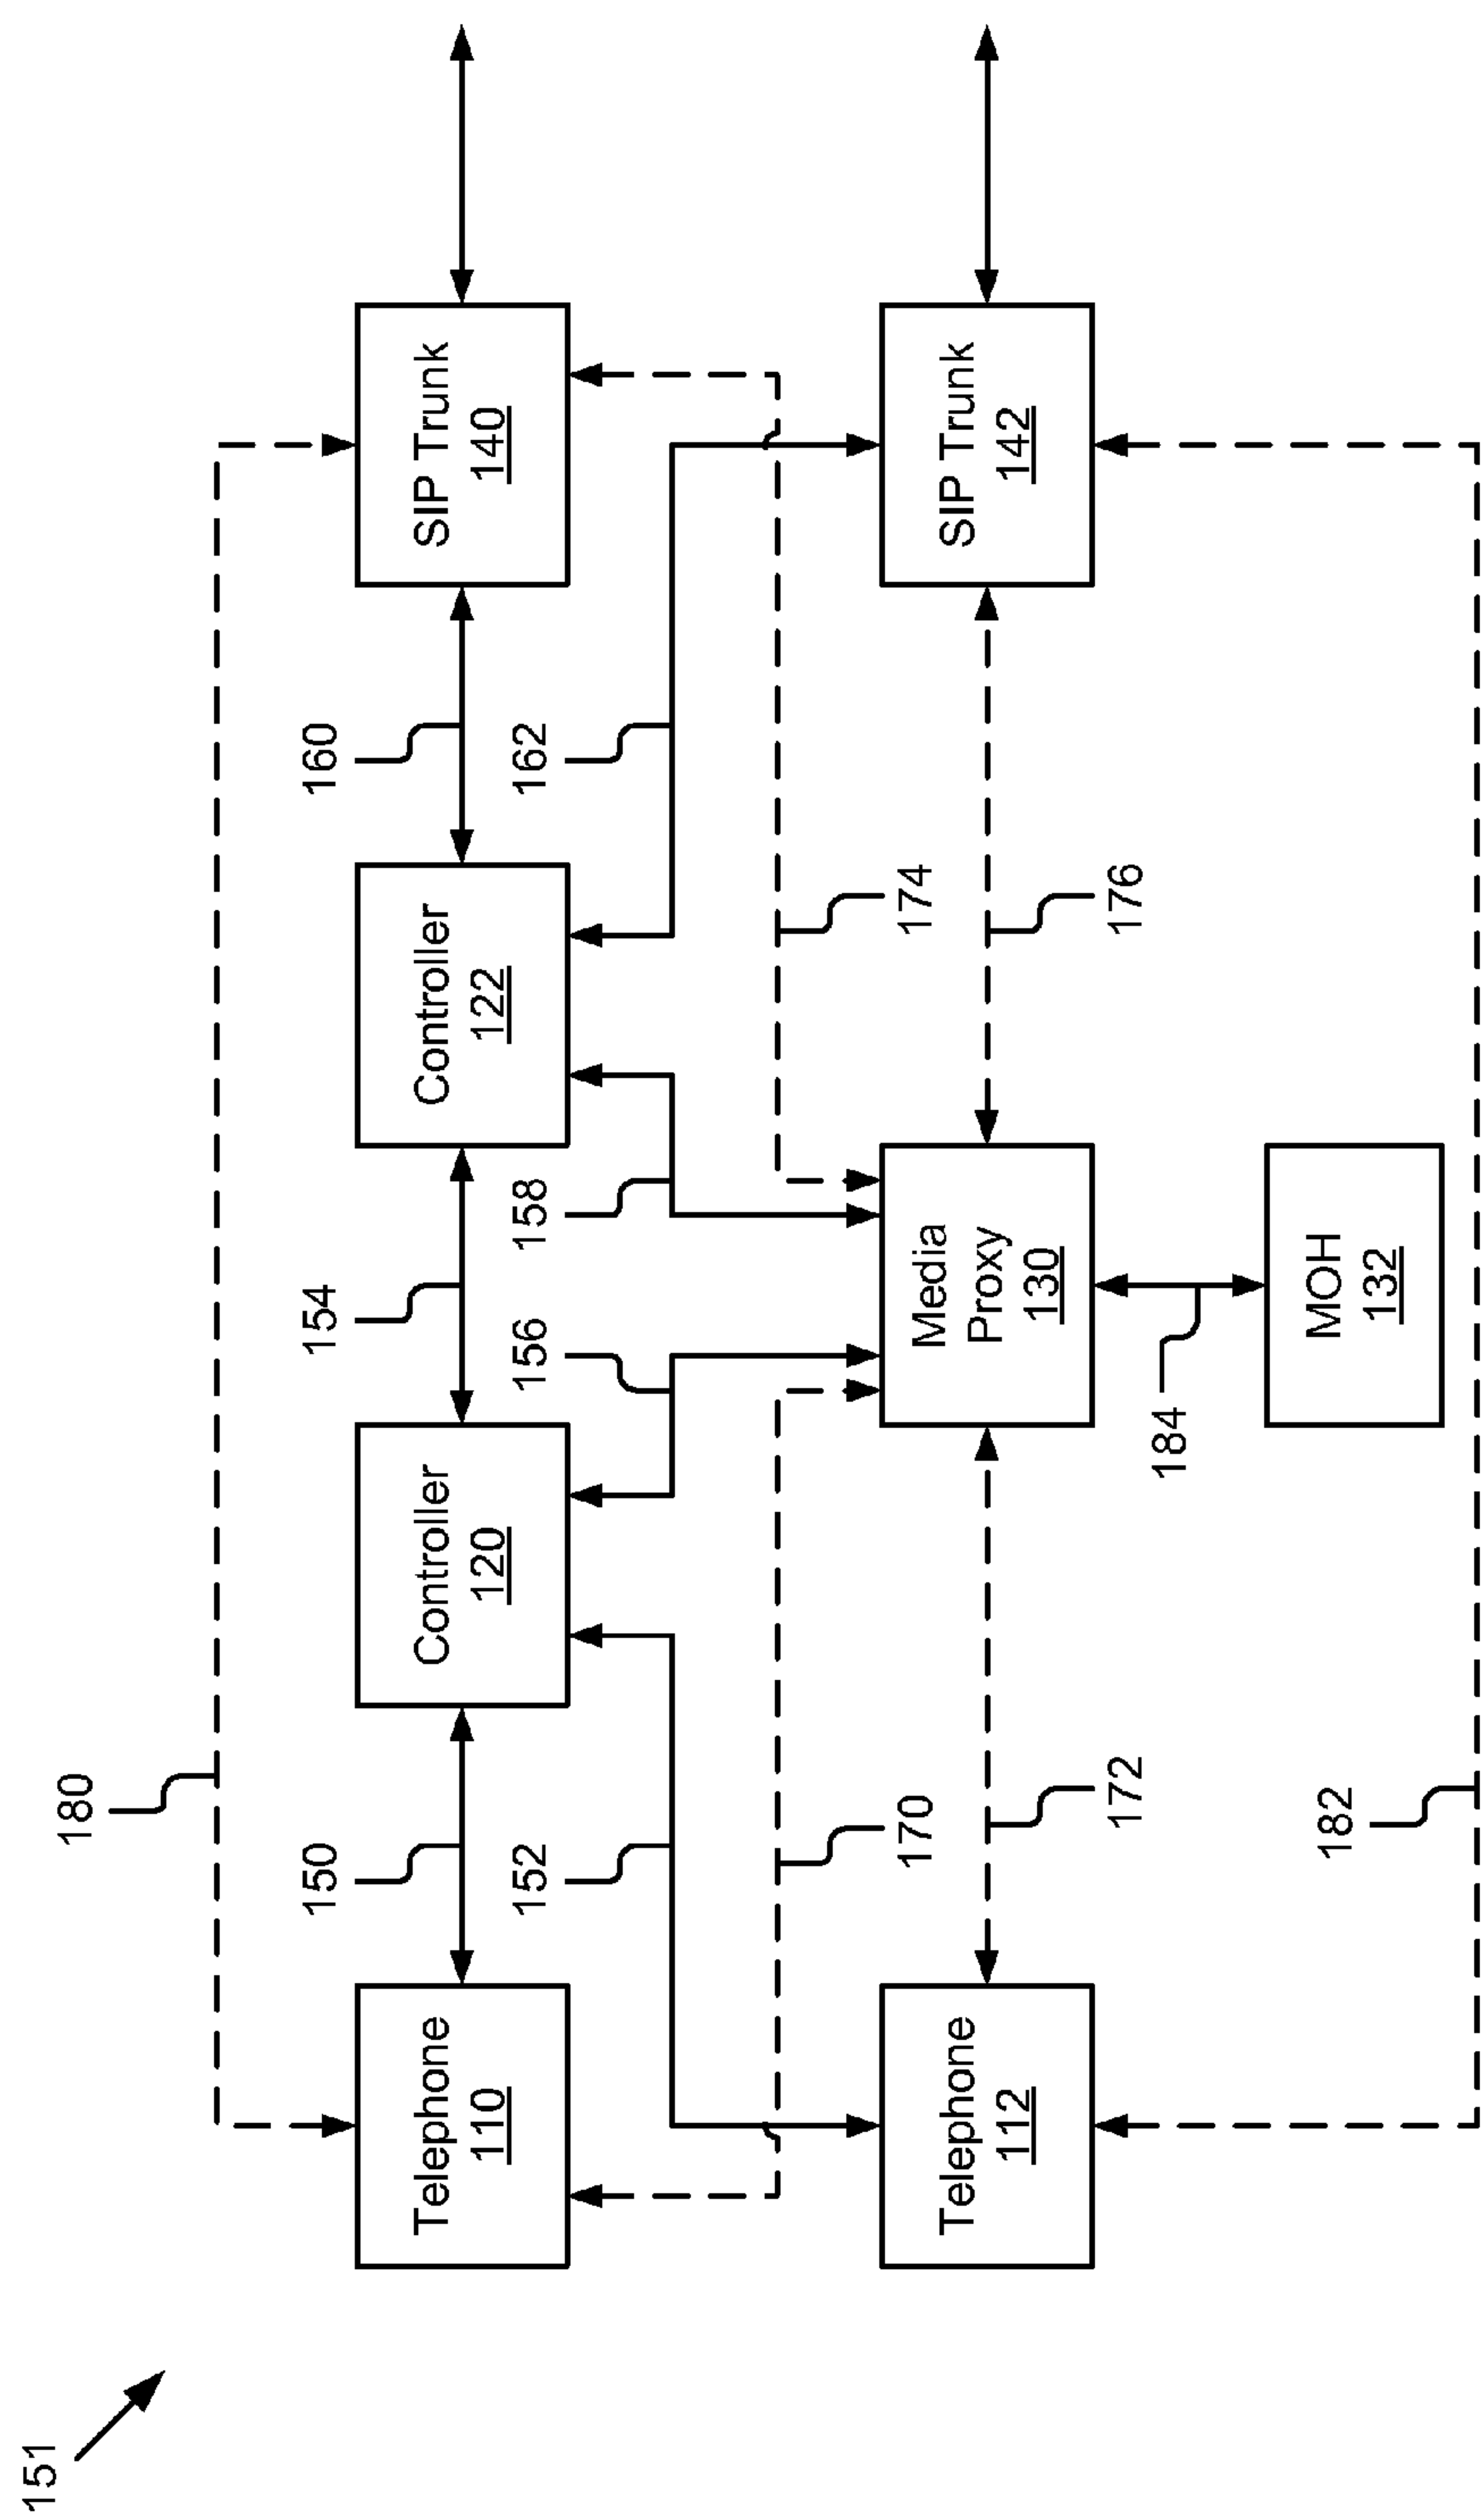 151
180
150
154
160
152
156
158
162
Telephone
110
Controller
120
Controller
122
SIP Trunk
140
170
174
Telephone
112
Media
Proxy
130
SIP Trunk
142
172
176
184
182
MOH
132